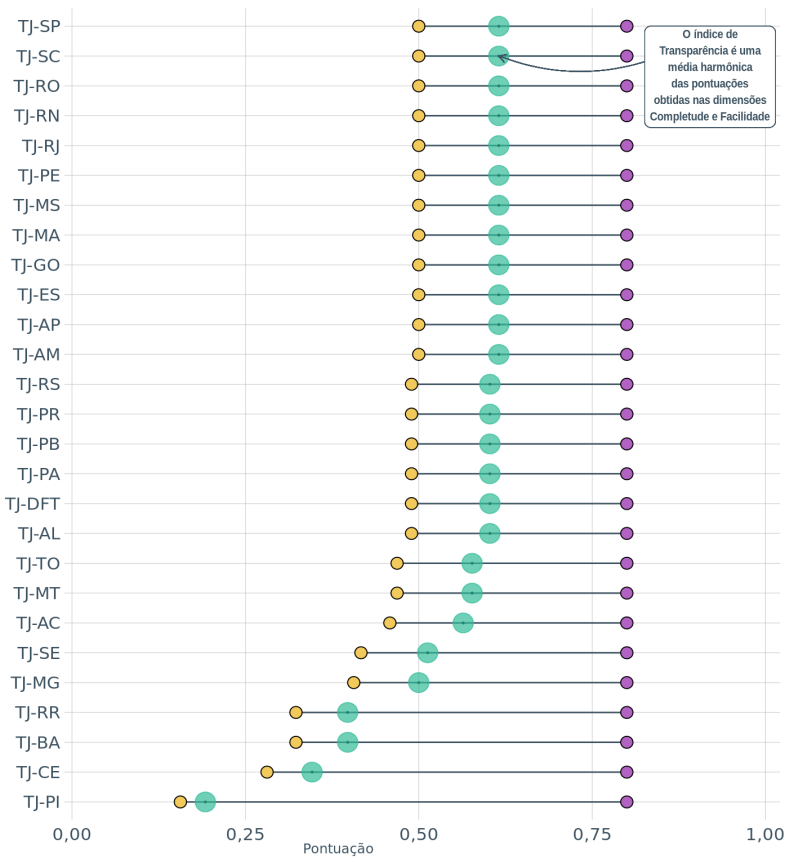 TJ-SP
TJ-SC
TJ-RO
TJ-RN
TJ-RJ
TJ-PE
TJ-MS
TJ-MA
TJ-GO
TJ-ES
TJ-AP
TJ-AM
TJ-RS
TJ-PR
TJ-PB
TJ-PA
TJ-DFT
TJ-AL
TJ-TO
TJ-MT
TJ-AC
TJ-SE
TJ-MG
TJ-RR
TJ-BA
TJ-CE
TJ-PI
O índice de
Transparência é uma
média harmônica
das pontuações
obtidas nas dimensões
Completude e Facilidade
0,00 0,25 0,50 0,75 1,00
Pontuação